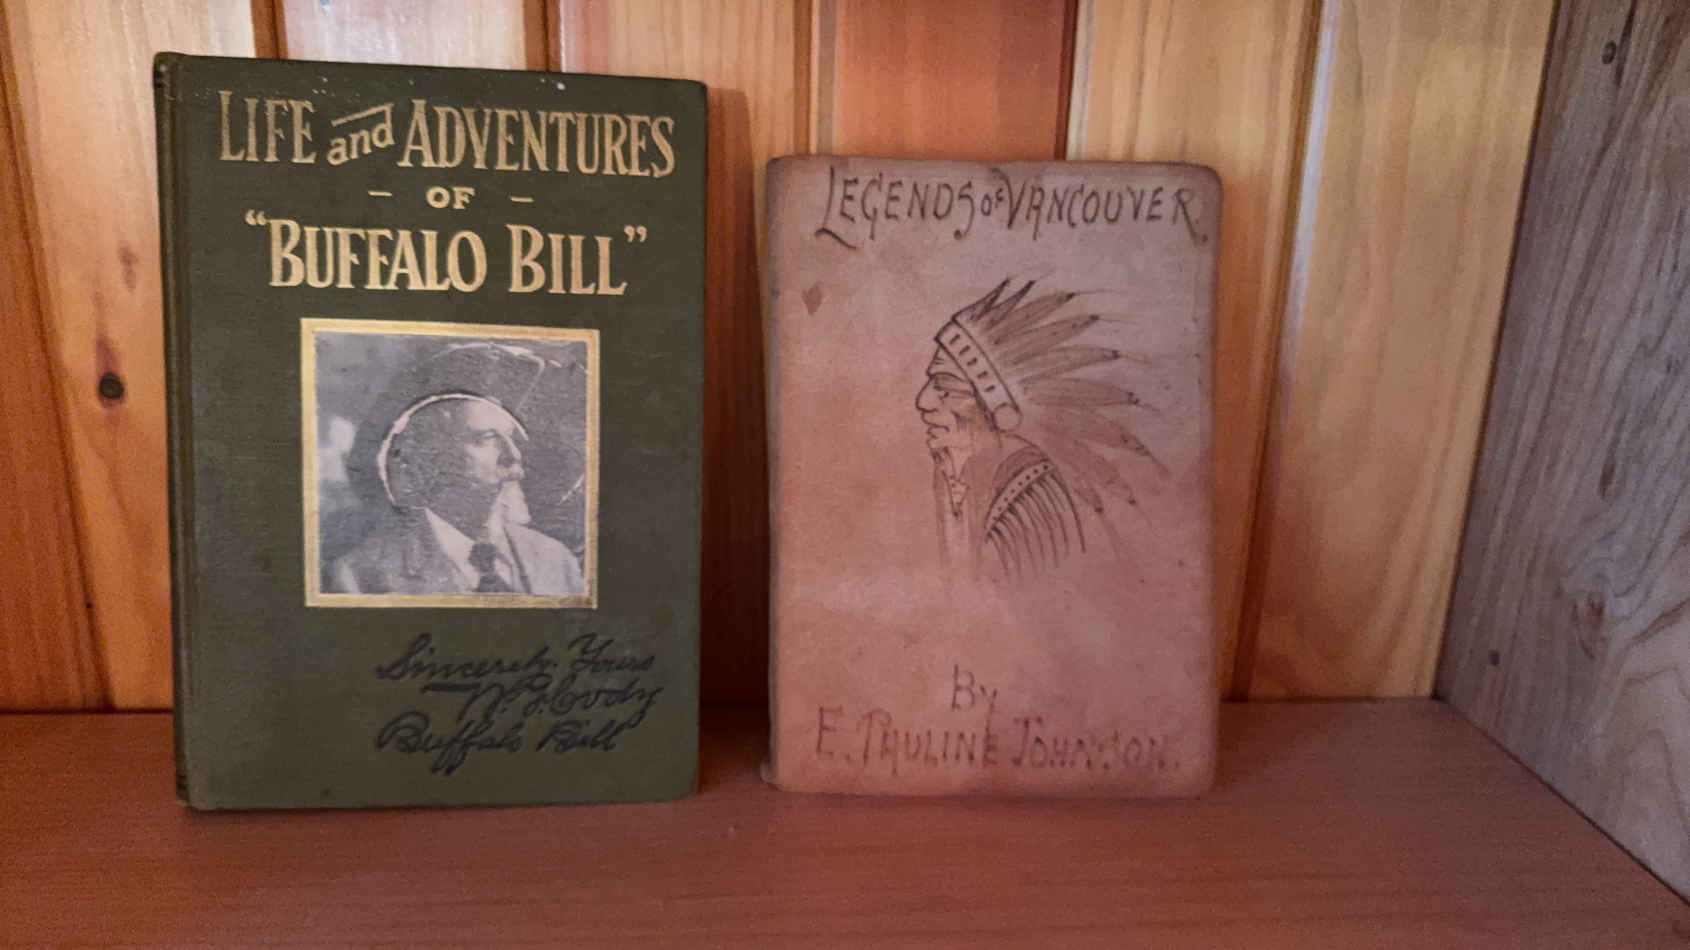 LIFE and ADVENTURES
- OF -
"BUFFALO BILL"
Sincerely Yours
W. F. Cody
Buffalo Bill
LEGENDS OF VANCOUVER.
By
E. PAULINE JOHNSON.